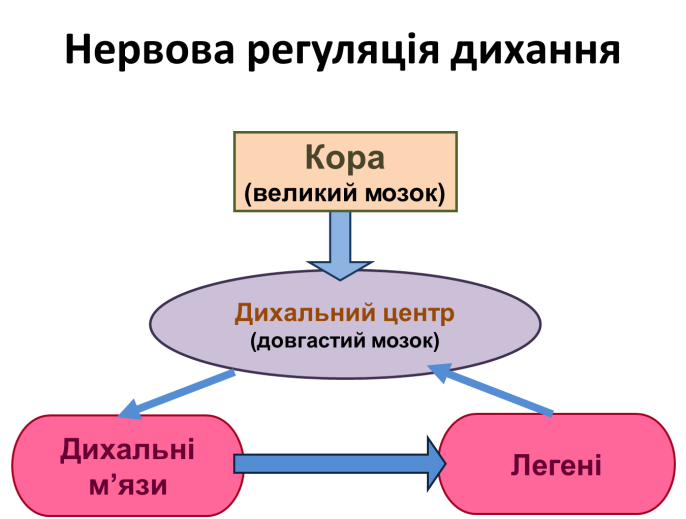 Нервова регуляція дихання
Кора
(великий мозок)
Дихальний центр
(довгастий мозок)
Дихальні
м’язи
Легені